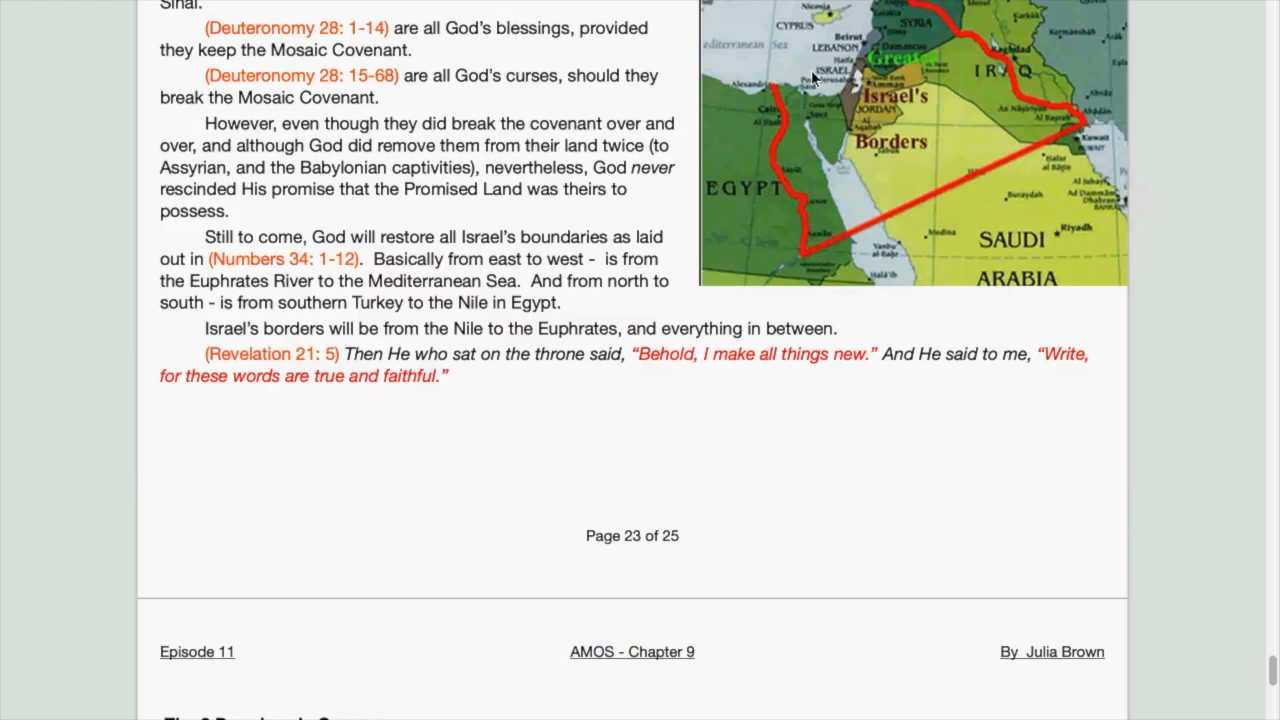 Sinai.
(Deuteronomy 28: 1-14) are all God's blessings, provided
they keep the Mosaic Covenant.
(Deuteronomy 28: 15-68) are all God's curses, should they
break the Mosaic Covenant.
However, even though they did break the covenant over and
over, and although God did remove them from their land twice (to
Assyrian, and the Babylonian captivities), nevertheless, God never
rescinded His promise that the Promised Land was theirs to
possess.
Still to come, God will restore all Israel's boundaries as laid
out in (Numbers 34: 1-12).  Basically from east to west -  is from
the Euphrates River to the Mediterranean Sea.  And from north to
south - is from southern Turkey to the Nile in Egypt.
Israel's borders will be from the Nile to the Euphrates, and everything in between.
(Revelation 21: 5) Then He who sat on the throne said, “Behold, I make all things new.” And He said to me, “Write,
for these words are true and faithful.”
Nicosia
CYPRUS
SYRIA
Beirut
LEBANON
Damascus
Greater
Baghdad
IRAQ
Haifa
ISRAEL
Amman
Israel's
JORDAN
Borders
Cairo
EGYPT
Kuwait
Buraydah
Medina
Riyadh
SAUDI
ARABIA
Page 23 of 25
Episode 11
AMOS - Chapter 9
By  Julia Brown